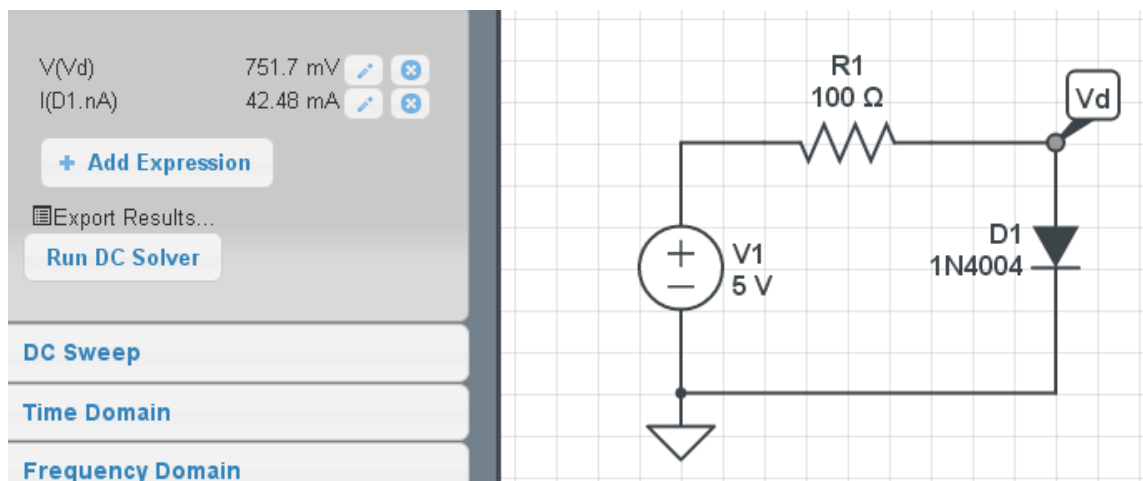 V(Vd) 751.7 mV
I(D1.nA) 42.48 mA
+ Add Expression
Export Results...
Run DC Solver
DC Sweep
Time Domain
Frequency Domain
R1
100 Ω
Vd
V1
5 V
D1
1N4004